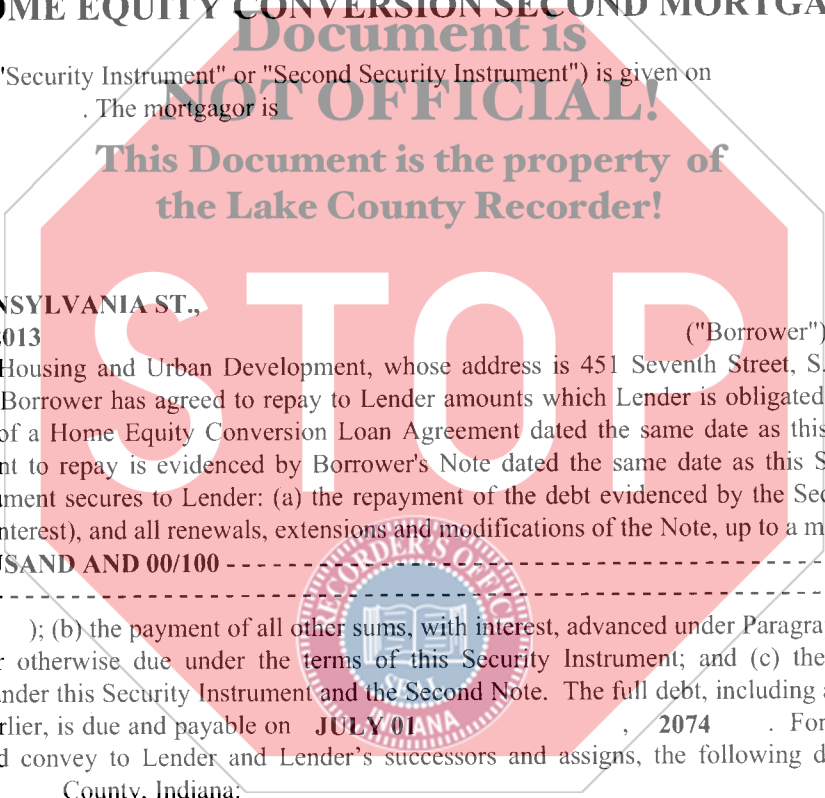 OME EQUITY CONVERSION SECOND MORTGA
Document is
"Security Instrument" or "Second Security Instrument") is given on
NOT OFFICIAL!
. The mortgagor is
This Document is the property of
the Lake County Recorder!
STOP
NSYLVANIA ST.,
2013
("Borrower")
Housing and Urban Development, whose address is 451 Seventh Street, S.
Borrower has agreed to repay to Lender amounts which Lender is obligated
of a Home Equity Conversion Loan Agreement dated the same date as this
nt to repay is evidenced by Borrower's Note dated the same date as this S
ument secures to Lender: (a) the repayment of the debt evidenced by the Sec
nterest), and all renewals, extensions and modifications of the Note, up to a m
USAND AND 00/100 - - - - - - - - - - - - - - - - - - - - - - - - - - - - - - - - - - - - - - - -
- - - - - - - - - - - - - - - - - - - - - - - - - - - - - - - - - - - - - - - - - - - - - - - - - - - -
); (b) the payment of all other sums, with interest, advanced under Paragra
r otherwise due under the terms of this Security Instrument; and (c) the
under this Security Instrument and the Second Note. The full debt, including a
rlier, is due and payable on JULY 01 , 2074 . For
d convey to Lender and Lender's successors and assigns, the following d
County, Indiana:
RECORDER'S OFFIC
SEAL
INDIANA